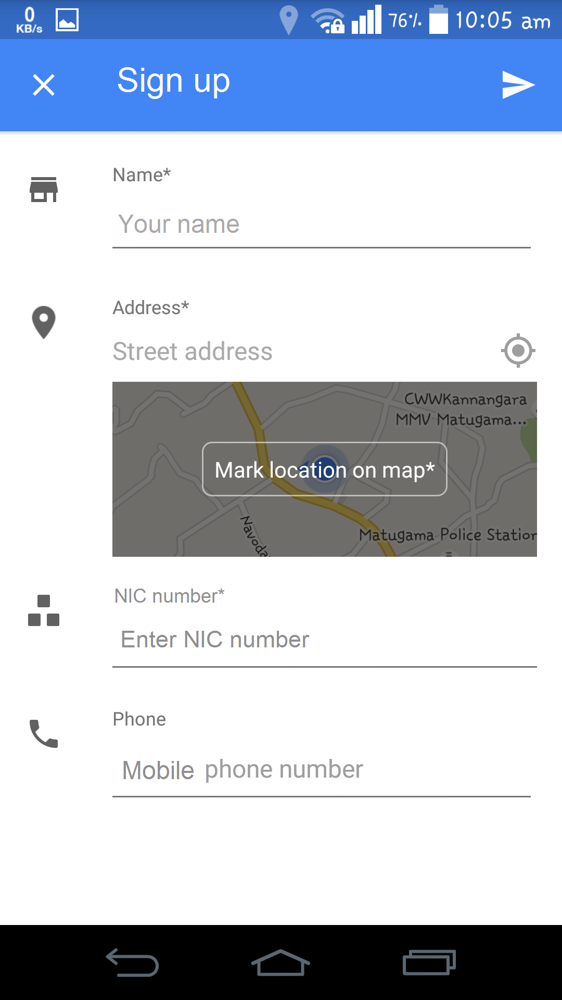 0
KB/s
76%
10:05 am
Sign up
Name*
Your name
Address*
Street address
CWWKannangara
MMV Matugama...
Mark location on map*
Navoda
Matugama Police Station
NIC number*
Enter NIC number
Phone
Mobile phone number